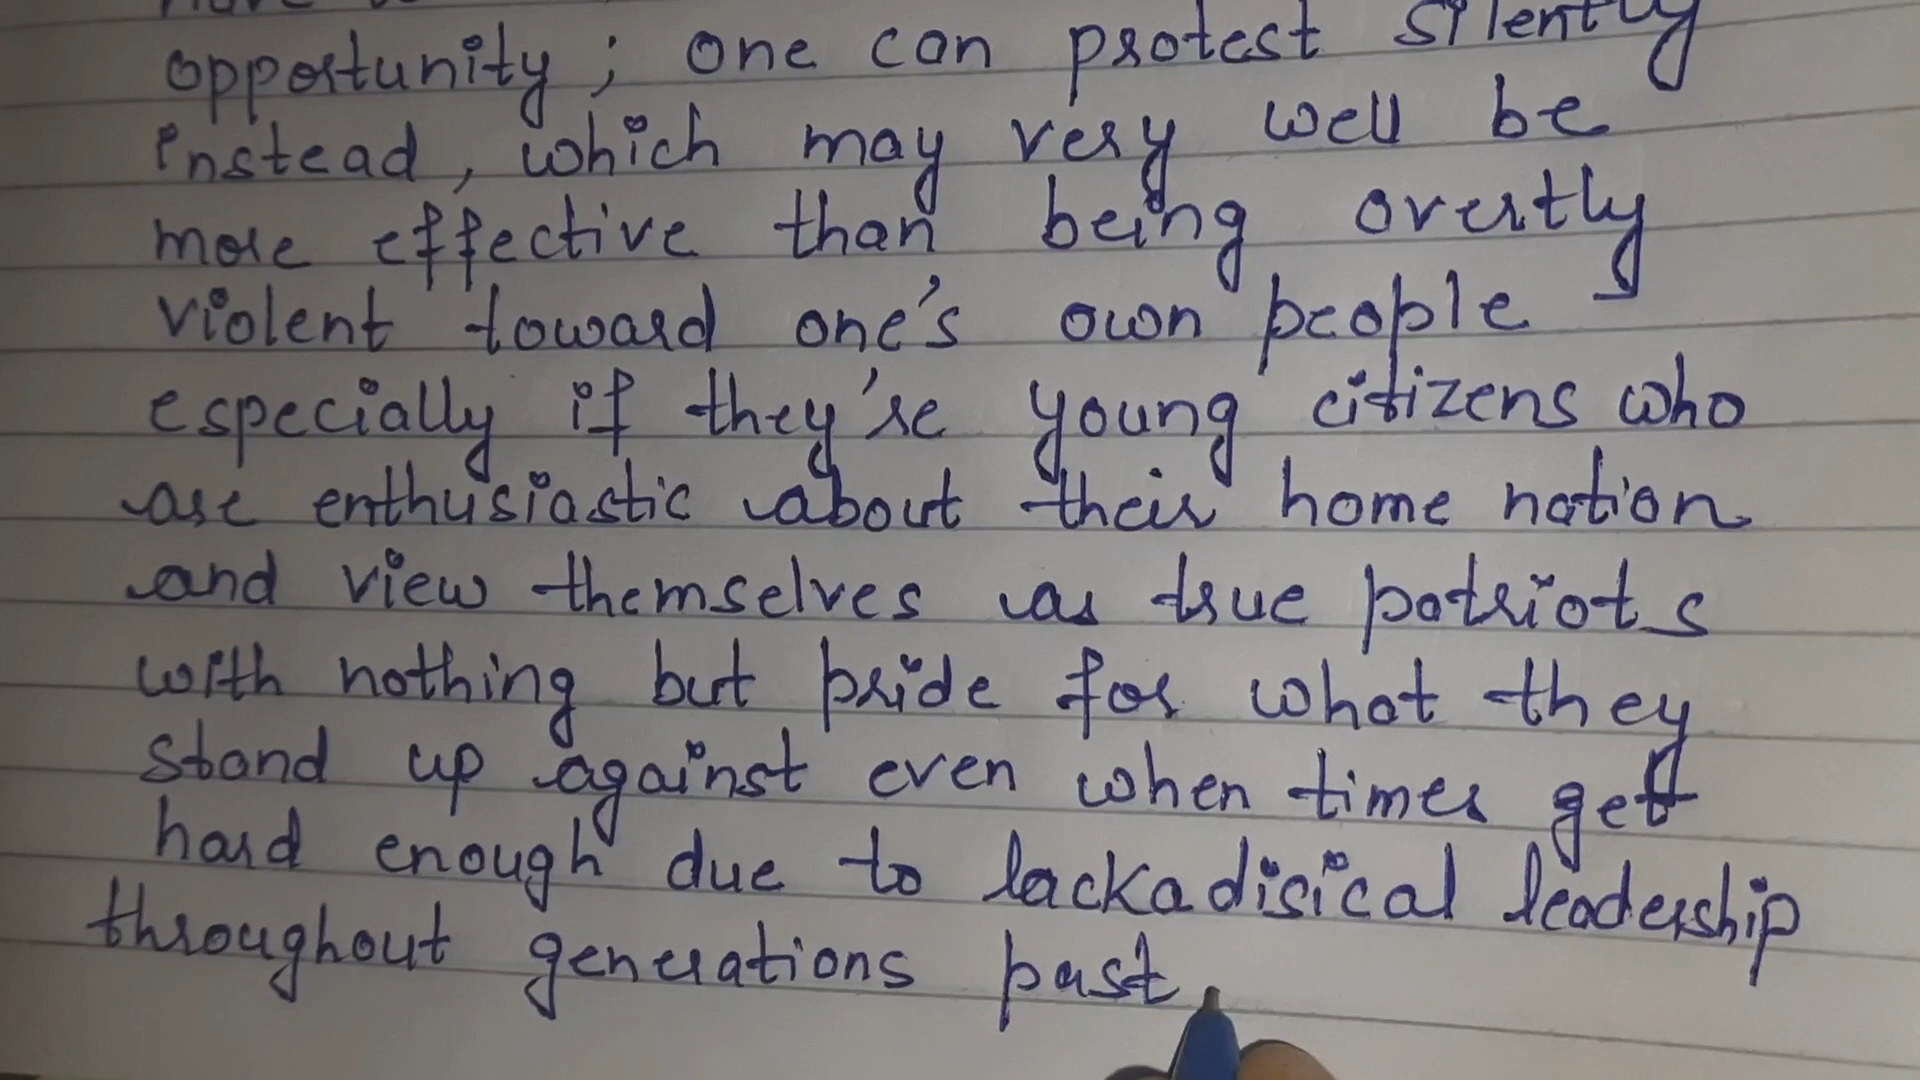 opportunity; one can protest silently
instead, which may very well be
more effective than being overtly
violent toward one's own people
especially if they're young citizens who
are enthusiastic about their home nation
and view themselves as true patriots
with nothing but pride for what they
stand up against even when times get
hard enough due to lackadisical leadership
throughout generations past.